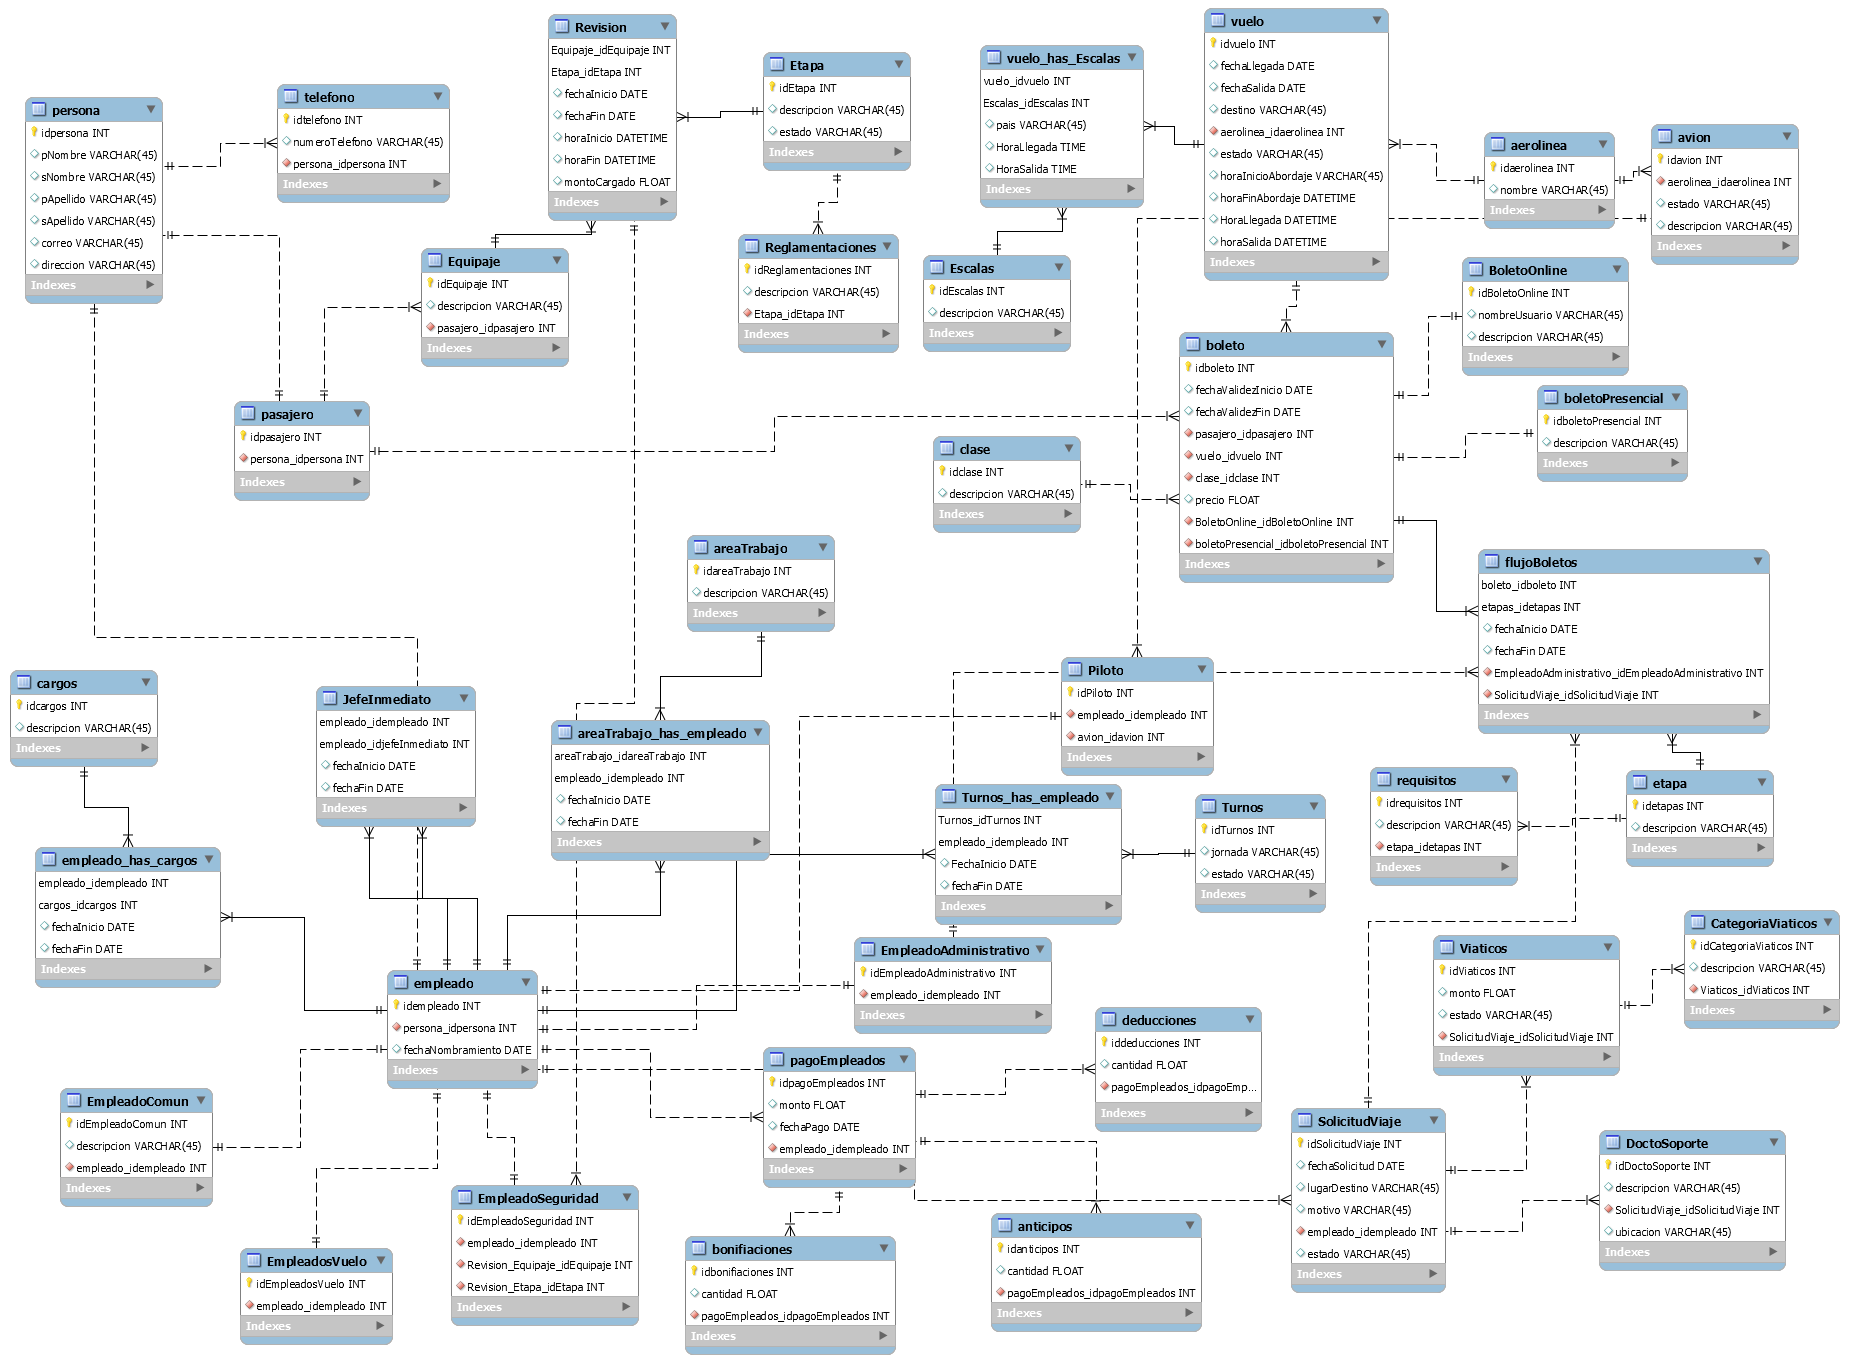 persona
idpersona INT
pNombre VARCHAR(45)
sNombre VARCHAR(45)
pApellido VARCHAR(45)
sApellido VARCHAR(45)
correo VARCHAR(45)
direccion VARCHAR(45)
Indexes
telefono
idtelefono INT
numeroTelefono VARCHAR(45)
persona_idpersona INT
Indexes
Revision
Equipaje_idEquipaje INT
Etapa_idEtapa INT
fechaInicio DATE
fechaFin DATE
horaInicio DATETIME
horaFin DATETIME
montoCargado FLOAT
Indexes
Etapa
idEtapa INT
descripcion VARCHAR(45)
estado VARCHAR(45)
Indexes
vuelo_has_Escalas
vuelo_idvuelo INT
Escalas_idEscalas INT
pais VARCHAR(45)
HoraLlegada TIME
HoraSalida TIME
Indexes
vuelo
idvuelo INT
fechaLlegada DATE
fechaSalida DATE
destino VARCHAR(45)
aerolinea_idaerolinea INT
estado VARCHAR(45)
horaInicioAbordaje VARCHAR(45)
horaFinAbordaje DATETIME
HoraLlegada DATETIME
horaSalida DATETIME
Indexes
aerolinea
idaerolinea INT
nombre VARCHAR(45)
Indexes
avion
idavion INT
aerolinea_idaerolinea INT
estado VARCHAR(45)
descripcion VARCHAR(45)
Indexes
Equipaje
idEquipaje INT
descripcion VARCHAR(45)
pasajero_idpasajero INT
Indexes
Reglamentaciones
idReglamentaciones INT
descripcion VARCHAR(45)
Etapa_idEtapa INT
Indexes
Escalas
idEscalas INT
descripcion VARCHAR(45)
Indexes
BoletoOnline
idBoletoOnline INT
nombreUsuario VARCHAR(45)
descripcion VARCHAR(45)
Indexes
boleto
idboleto INT
fechaValidezInicio DATE
fechaValidezFin DATE
pasajero_idpasajero INT
vuelo_idvuelo INT
clase_idclase INT
precio FLOAT
BoletoOnline_idBoletoOnline INT
boletoPresencial_idboletoPresencial INT
Indexes
boletoPresencial
idboletoPresencial INT
descripcion VARCHAR(45)
Indexes
pasajero
idpasajero INT
persona_idpersona INT
Indexes
clase
idclase INT
descripcion VARCHAR(45)
Indexes
areaTrabajo
idareaTrabajo INT
descripcion VARCHAR(45)
Indexes
flujoBoletos
boleto_idboleto INT
etapas_idetapas INT
fechaInicio DATE
fechaFin DATE
EmpleadoAdministrativo_idEmpleadoAdministrativo INT
SolicitudViaje_idSolicitudViaje INT
Indexes
cargos
idcargos INT
descripcion VARCHAR(45)
Indexes
JefeInmediato
empleado_idempleado INT
empleado_idjefeInmediato INT
fechaInicio DATE
fechaFin DATE
Indexes
areaTrabajo_has_empleado
areaTrabajo_idareaTrabajo INT
empleado_idempleado INT
fechaInicio DATE
fechaFin DATE
Indexes
Piloto
idPiloto INT
empleado_idempleado INT
avion_idavion INT
Indexes
Turnos_has_empleado
Turnos_idTurnos INT
empleado_idempleado INT
FechaInicio DATE
fechaFin DATE
Indexes
Turnos
idTurnos INT
jornada VARCHAR(45)
estado VARCHAR(45)
Indexes
requisitos
idrequisitos INT
descripcion VARCHAR(45)
etapa_idetapas INT
Indexes
etapa
idetapas INT
descripcion VARCHAR(45)
Indexes
empleado_has_cargos
empleado_idempleado INT
cargos_idcargos INT
fechaInicio DATE
fechaFin DATE
Indexes
empleado
idempleado INT
persona_idpersona INT
fechaNombramiento DATE
Indexes
EmpleadoAdministrativo
idEmpleadoAdministrativo INT
empleado_idempleado INT
Indexes
Viaticos
idViaticos INT
monto FLOAT
estado VARCHAR(45)
SolicitudViaje_idSolicitudViaje INT
Indexes
CategoriaViaticos
idCategoriaViaticos INT
descripcion VARCHAR(45)
Viaticos_idViaticos INT
Indexes
deducciones
iddeducciones INT
cantidad FLOAT
pagoEmpleados_idpagoEmp...
Indexes
pagoEmpleados
idpagoEmpleados INT
monto FLOAT
fechaPago DATE
empleado_idempleado INT
Indexes
EmpleadoComun
idEmpleadoComun INT
descripcion VARCHAR(45)
empleado_idempleado INT
Indexes
SolicitudViaje
idSolicitudViaje INT
fechaSolicitud DATE
lugarDestino VARCHAR(45)
motivo VARCHAR(45)
empleado_idempleado INT
estado VARCHAR(45)
Indexes
DoctoSoporte
idDoctoSoporte INT
descripcion VARCHAR(45)
SolicitudViaje_idSolicitudViaje INT
ubicacion VARCHAR(45)
Indexes
EmpleadoSeguridad
idEmpleadoSeguridad INT
empleado_idempleado INT
Revision_Equipaje_idEquipaje INT
Revision_Etapa_idEtapa INT
Indexes
EmpleadosVuelo
idEmpleadosVuelo INT
empleado_idempleado INT
Indexes
bonifiaciones
idbonifiaciones INT
cantidad FLOAT
pagoEmpleados_idpagoEmpleados INT
Indexes
anticipos
idanticipos INT
cantidad FLOAT
pagoEmpleados_idpagoEmpleados INT
Indexes